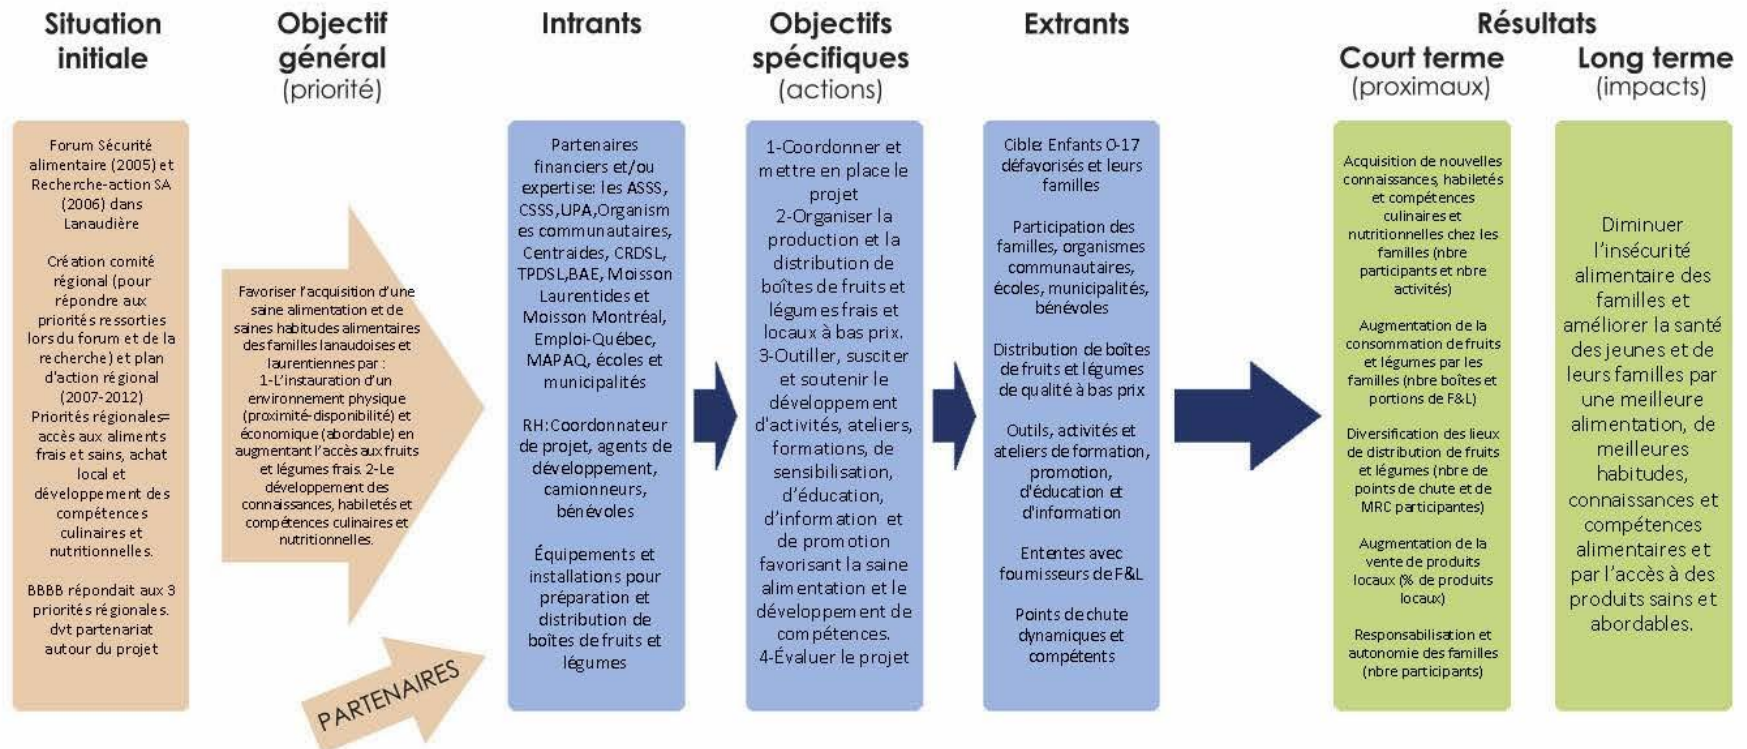 Situation
initiale
Objectif
général
(priorité)
Intrants
Objectifs
spécifiques
(actions)
Extrants
Résultats
Court terme
(proximaux)
Long terme
(impacts)
Forum Sécurité
alimentaire (2005) et
Recherche-action SA
(2006) dans
Lanaudière
Création comité
régional (pour
répondre aux
priorités ressorties
lors du forum et de la
recherche) et plan
d'action régional
(2007-2012)
Priorités régionales=
accès aux aliments
frais et sains, achat
local et
développement des
compétences
culinaires et
nutritionnelles.
BBBB répondait aux 3
priorités régionales.
dvt partenariat
autour du projet
Favoriser l'acquisition d'une
saine alimentation et de
saines habitudes alimentaires
des familles lanaudoises et
laurentiennes par :
1-L'instauration d'un
environnement physique
(proximité-disponibilité) et
économique (abordable) en
augmentant l'accès aux fruits
et légumes frais. 2-Le
développement des
connaissances, habiletés et
compétences culinaires et
nutritionnelles.
PARTENAIRES
Partenaires
financiers et/ou
expertise: les ASSS,
CSSS,UPA,Organism
es communautaires,
Centraides, CRDSL,
TPDSL,BAE, Moisson
Laurentides et
Moisson Montréal,
Emploi-Québec,
MAPAQ, écoles et
municipalités
RH:Coordonnateur
de projet, agents de
développement,
camionneurs,
bénévoles
Équipements et
installations pour
préparation et
distribution de
boîtes de fruits et
légumes
1-Coordonner et
mettre en place le
projet
2-Organiser la
production et la
distribution de
boîtes de fruits et
légumes frais et
locaux à bas prix.
3-Outiller, susciter
et soutenir le
développement
d'activités, ateliers,
formations, de
sensibilisation,
d'éducation,
d'information et
de promotion
favorisant la saine
alimentation et le
développement de
compétences.
4-Évaluer le projet
Cible: Enfants 0-17
défavorisés et leurs
familles
Participation des
familles, organismes
communautaires,
écoles, municipalités,
bénévoles
Distribution de boîtes
de fruits et légumes
de qualité à bas prix
Outils, activités et
ateliers de formation,
promotion,
d'éducation et
d'information
Ententes avec
fournisseurs de F&L
Points de chute
dynamiques et
compétents
Acquisition de nouvelles
connaissances, habiletés
et compétences
culinaires et
nutritionnelles chez les
familles (nbre
participants et nbre
activités)
Augmentation de la
consommation de fruits
et légumes par les
familles (nbre boîtes et
portions de F&L)
Diversification des lieux
de distribution de fruits
et légumes (nbre de
points de chute et de
MRC participantes)
Augmentation de la
vente de produits
locaux (% de produits
locaux)
Responsabilisation et
autonomie des familles
(nbre participants)
Diminuer
l'insécurité
alimentaire des
familles et
améliorer la santé
des jeunes et de
leurs familles par
une meilleure
alimentation, de
meilleures
habitudes,
connaissances et
compétences
alimentaires et
par l'accès à des
produits sains et
abordables.